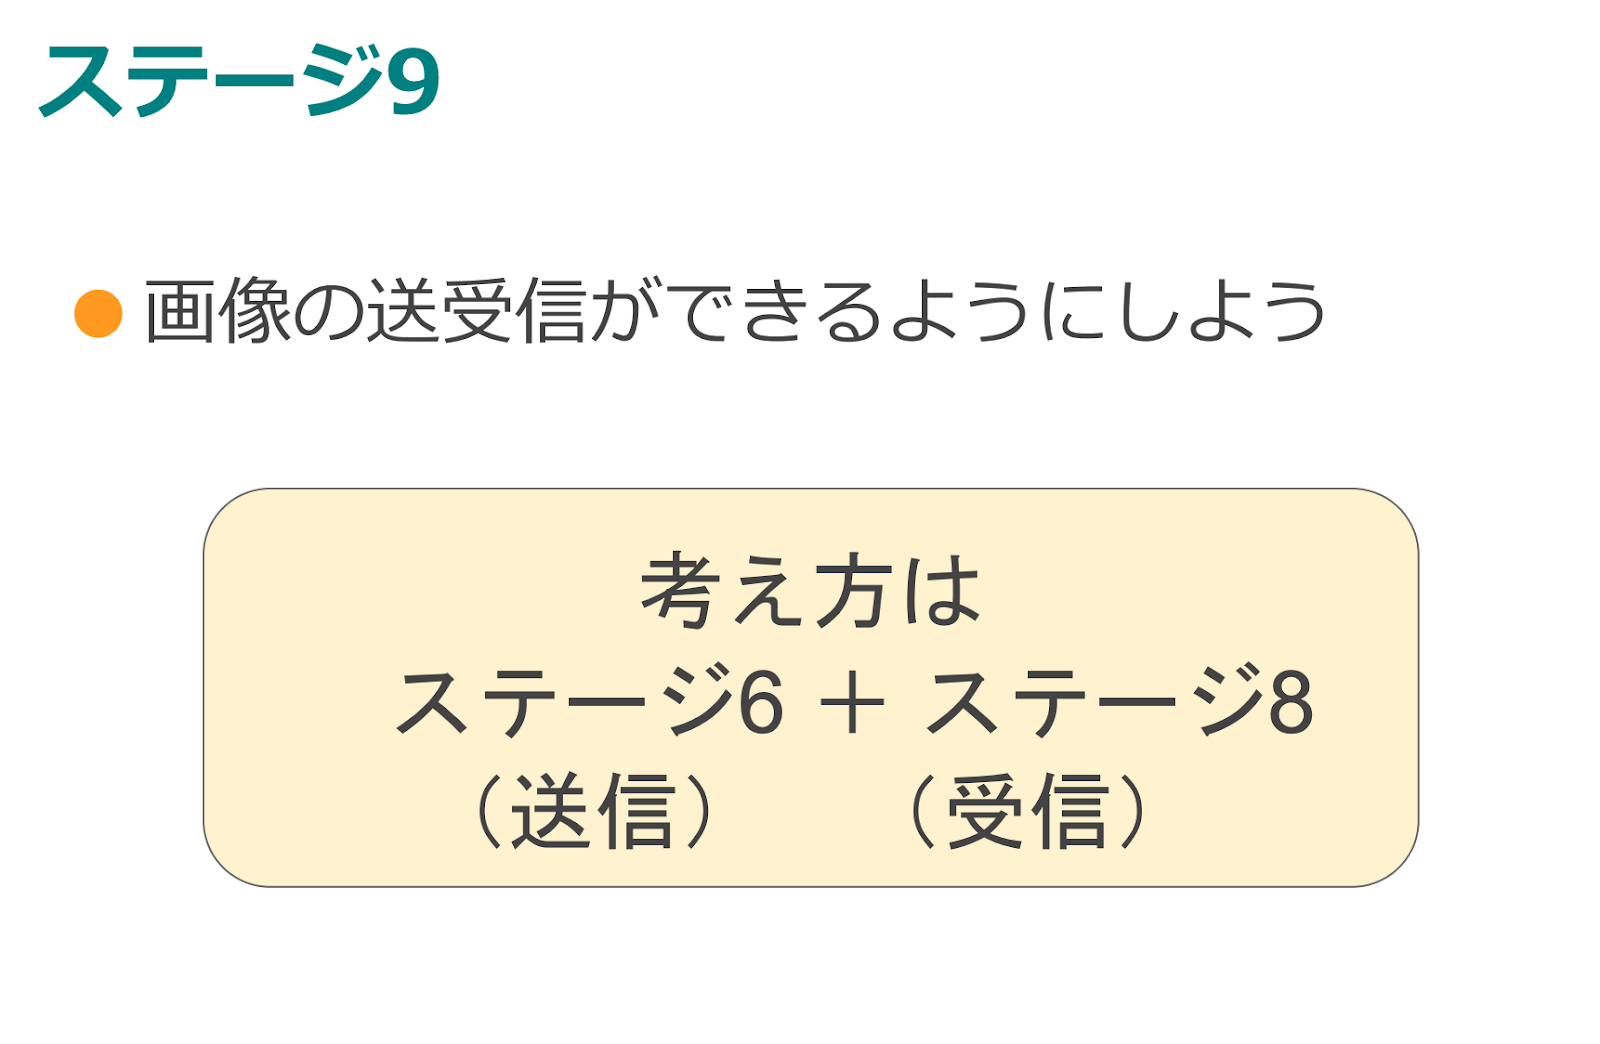 ステージ9
画像の送受信ができるようにしよう
考え方は
ステージ6 + ステージ8
（送信）　　（受信）